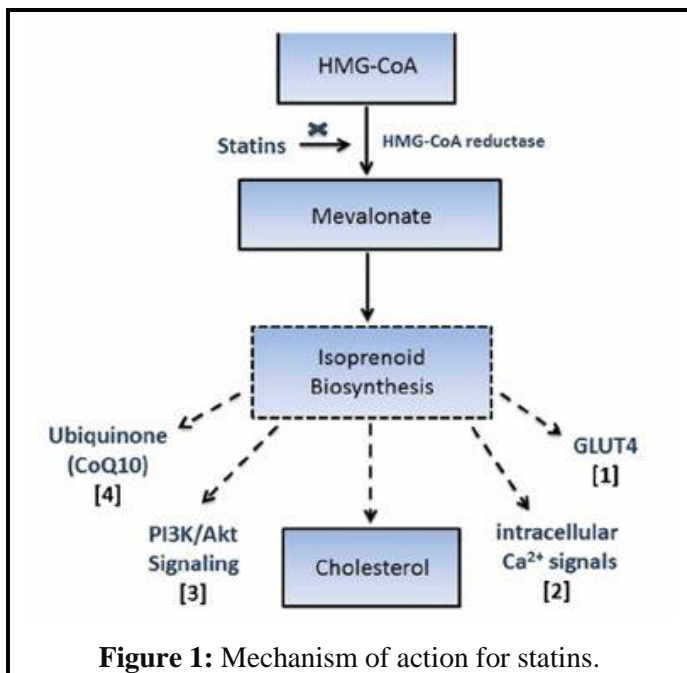 HMG-CoA
Statins
HMG-CoA reductase
Mevalonate
Isoprenoid
Biosynthesis
Ubiquinone
(CoQ10)
[4]
PI3K/Akt
Signaling
[3]
Cholesterol
intracellular
Ca²⁺ signals
[2]
GLUT4
[1]
Figure 1: Mechanism of action for statins.